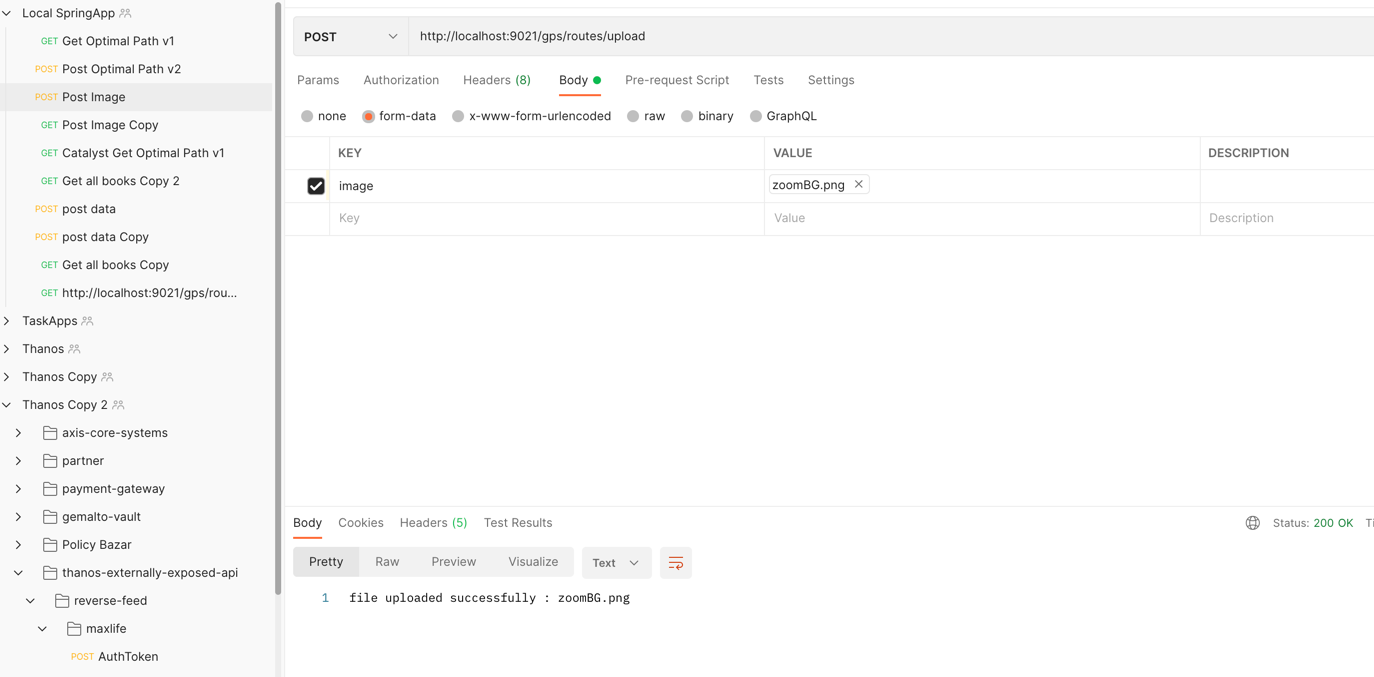 Local SpringApp
GET Get Optimal Path v1
POST Post Optimal Path v2
POST Post Image
GET Post Image Copy
GET Catalyst Get Optimal Path v1
GET Get all books Copy 2
POST post data
POST post data Copy
GET Get all books Copy
GET http://localhost:9021/gps/rou...
TaskApps
Thanos
Thanos Copy
Thanos Copy 2
axis-core-systems
partner
payment-gateway
gemalto-vault
Policy Bazar
thanos-externally-exposed-api
reverse-feed
maxlife
POST AuthToken
POST http://localhost:9021/gps/routes/upload
Params Authorization Headers (8) Body Pre-request Script Tests Settings
none form-data x-www-form-urlencoded raw binary GraphQL
KEY VALUE DESCRIPTION
image zoomBG.png
Key Value Description
Body Cookies Headers (5) Test Results Status: 200 OK
Pretty Raw Preview Visualize Text
1 file uploaded successfully : zoomBG.png